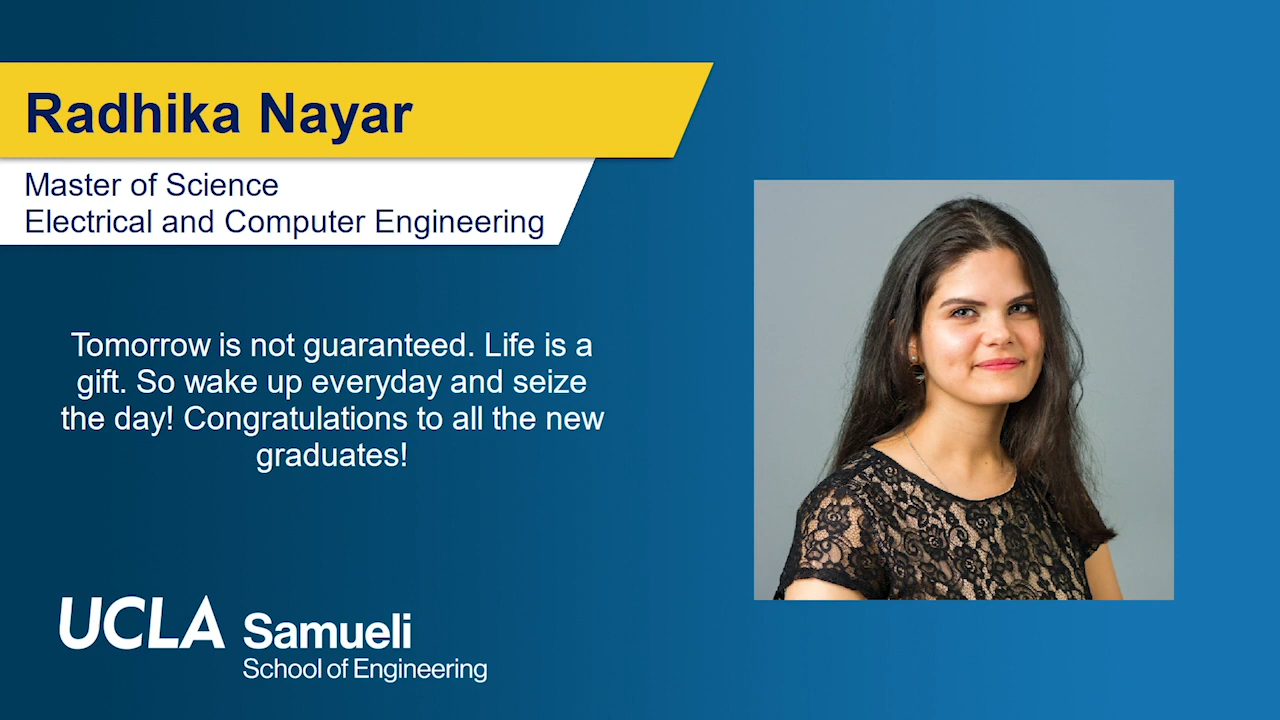 Radhika Nayar
Master of Science
Electrical and Computer Engineering
Tomorrow is not guaranteed. Life is a
gift. So wake up everyday and seize
the day! Congratulations to all the new
graduates!
UCLA Samueli
School of Engineering